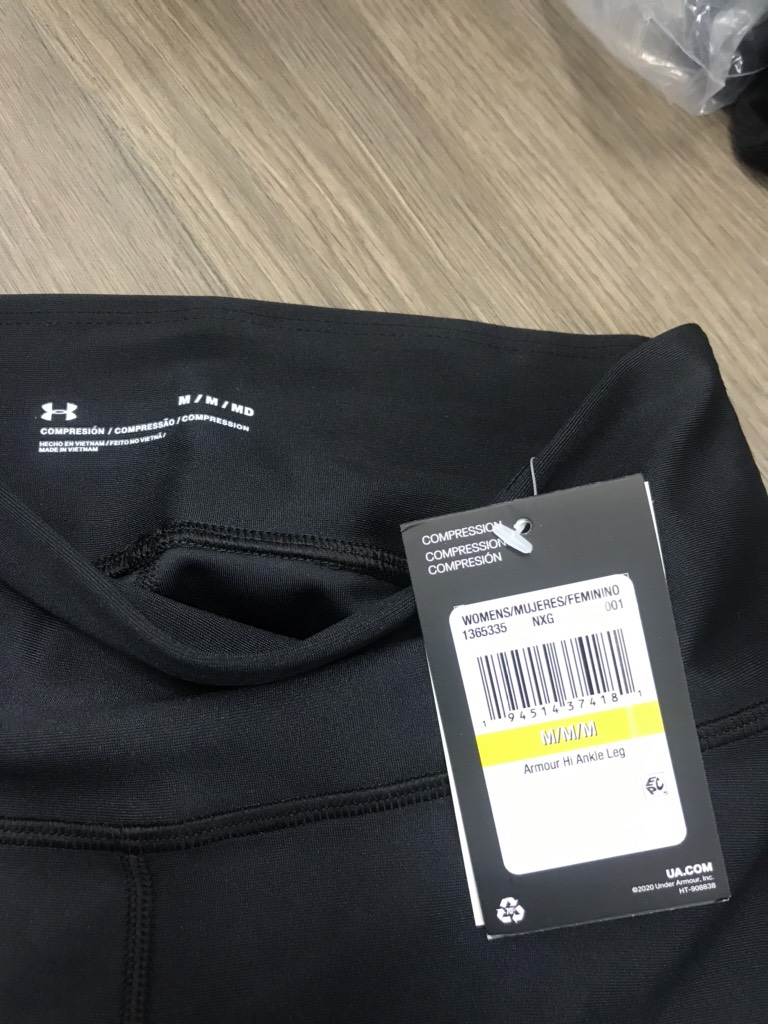 M / M / MD
COMPRESIÓN / COMPRESSÃO / COMPRESSION
HECHO EN VIETNAM / FEITO NO VIETNÃ /
MADE IN VIETNAM
COMPRESSION
COMPRESSION
COMPRESIÓN
WOMENS/MUJERES/FEMININO
1365335 NXG 001
1 94514 37418 1
M/M/M
Armour Hi Ankle Leg
EPC
UA.COM
©2020 Under Armour, Inc.
HT-908838